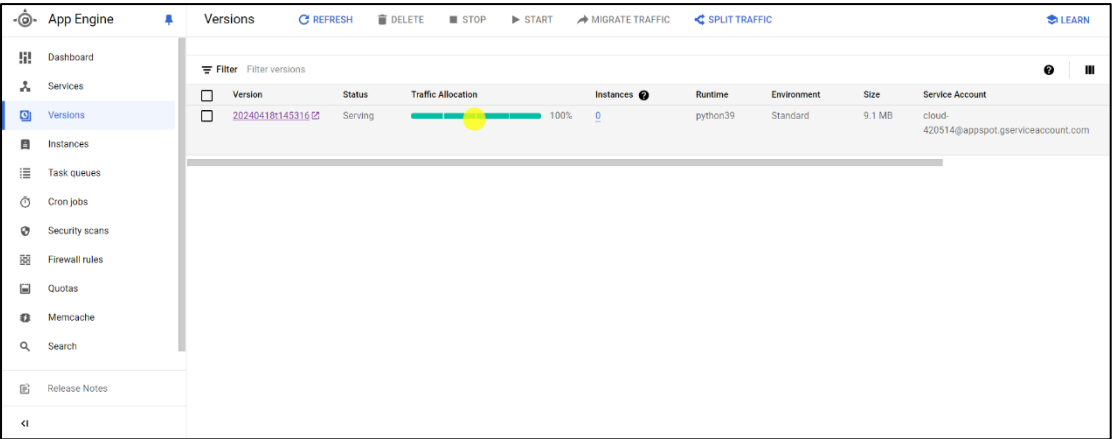 App Engine
Versions
REFRESH
DELETE
STOP
START
MIGRATE TRAFFIC
SPLIT TRAFFIC
LEARN
Dashboard
Services
Versions
Instances
Task queues
Cron jobs
Security scans
Firewall rules
Quotas
Memcache
Search
Release Notes
Filter Filter versions
Version Status Traffic Allocation Instances Runtime Environment Size Service Account
20240418t145316 Serving 100% 0 python39 Standard 9.1 MB cloud-
420514@appspot.gserviceaccount.com